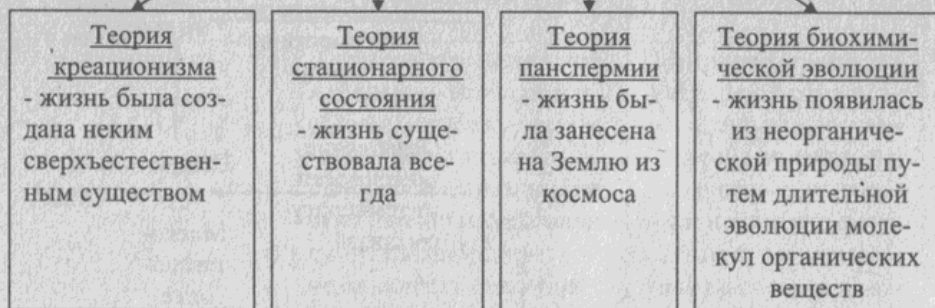 Теория
креационизма
- жизнь была соз-
дана неким
сверхъестествен-
ным существом
Теория
стационарного
состояния
- жизнь суще-
ствовала все-
гда
Теория
панспермии
- жизнь бы-
ла занесена
на Землю из
космоса
Теория биохими-
ческой эволюции
- жизнь появилась
из неорганиче-
ской природы пу-
тем длительной
эволюции моле-
кул органических
веществ